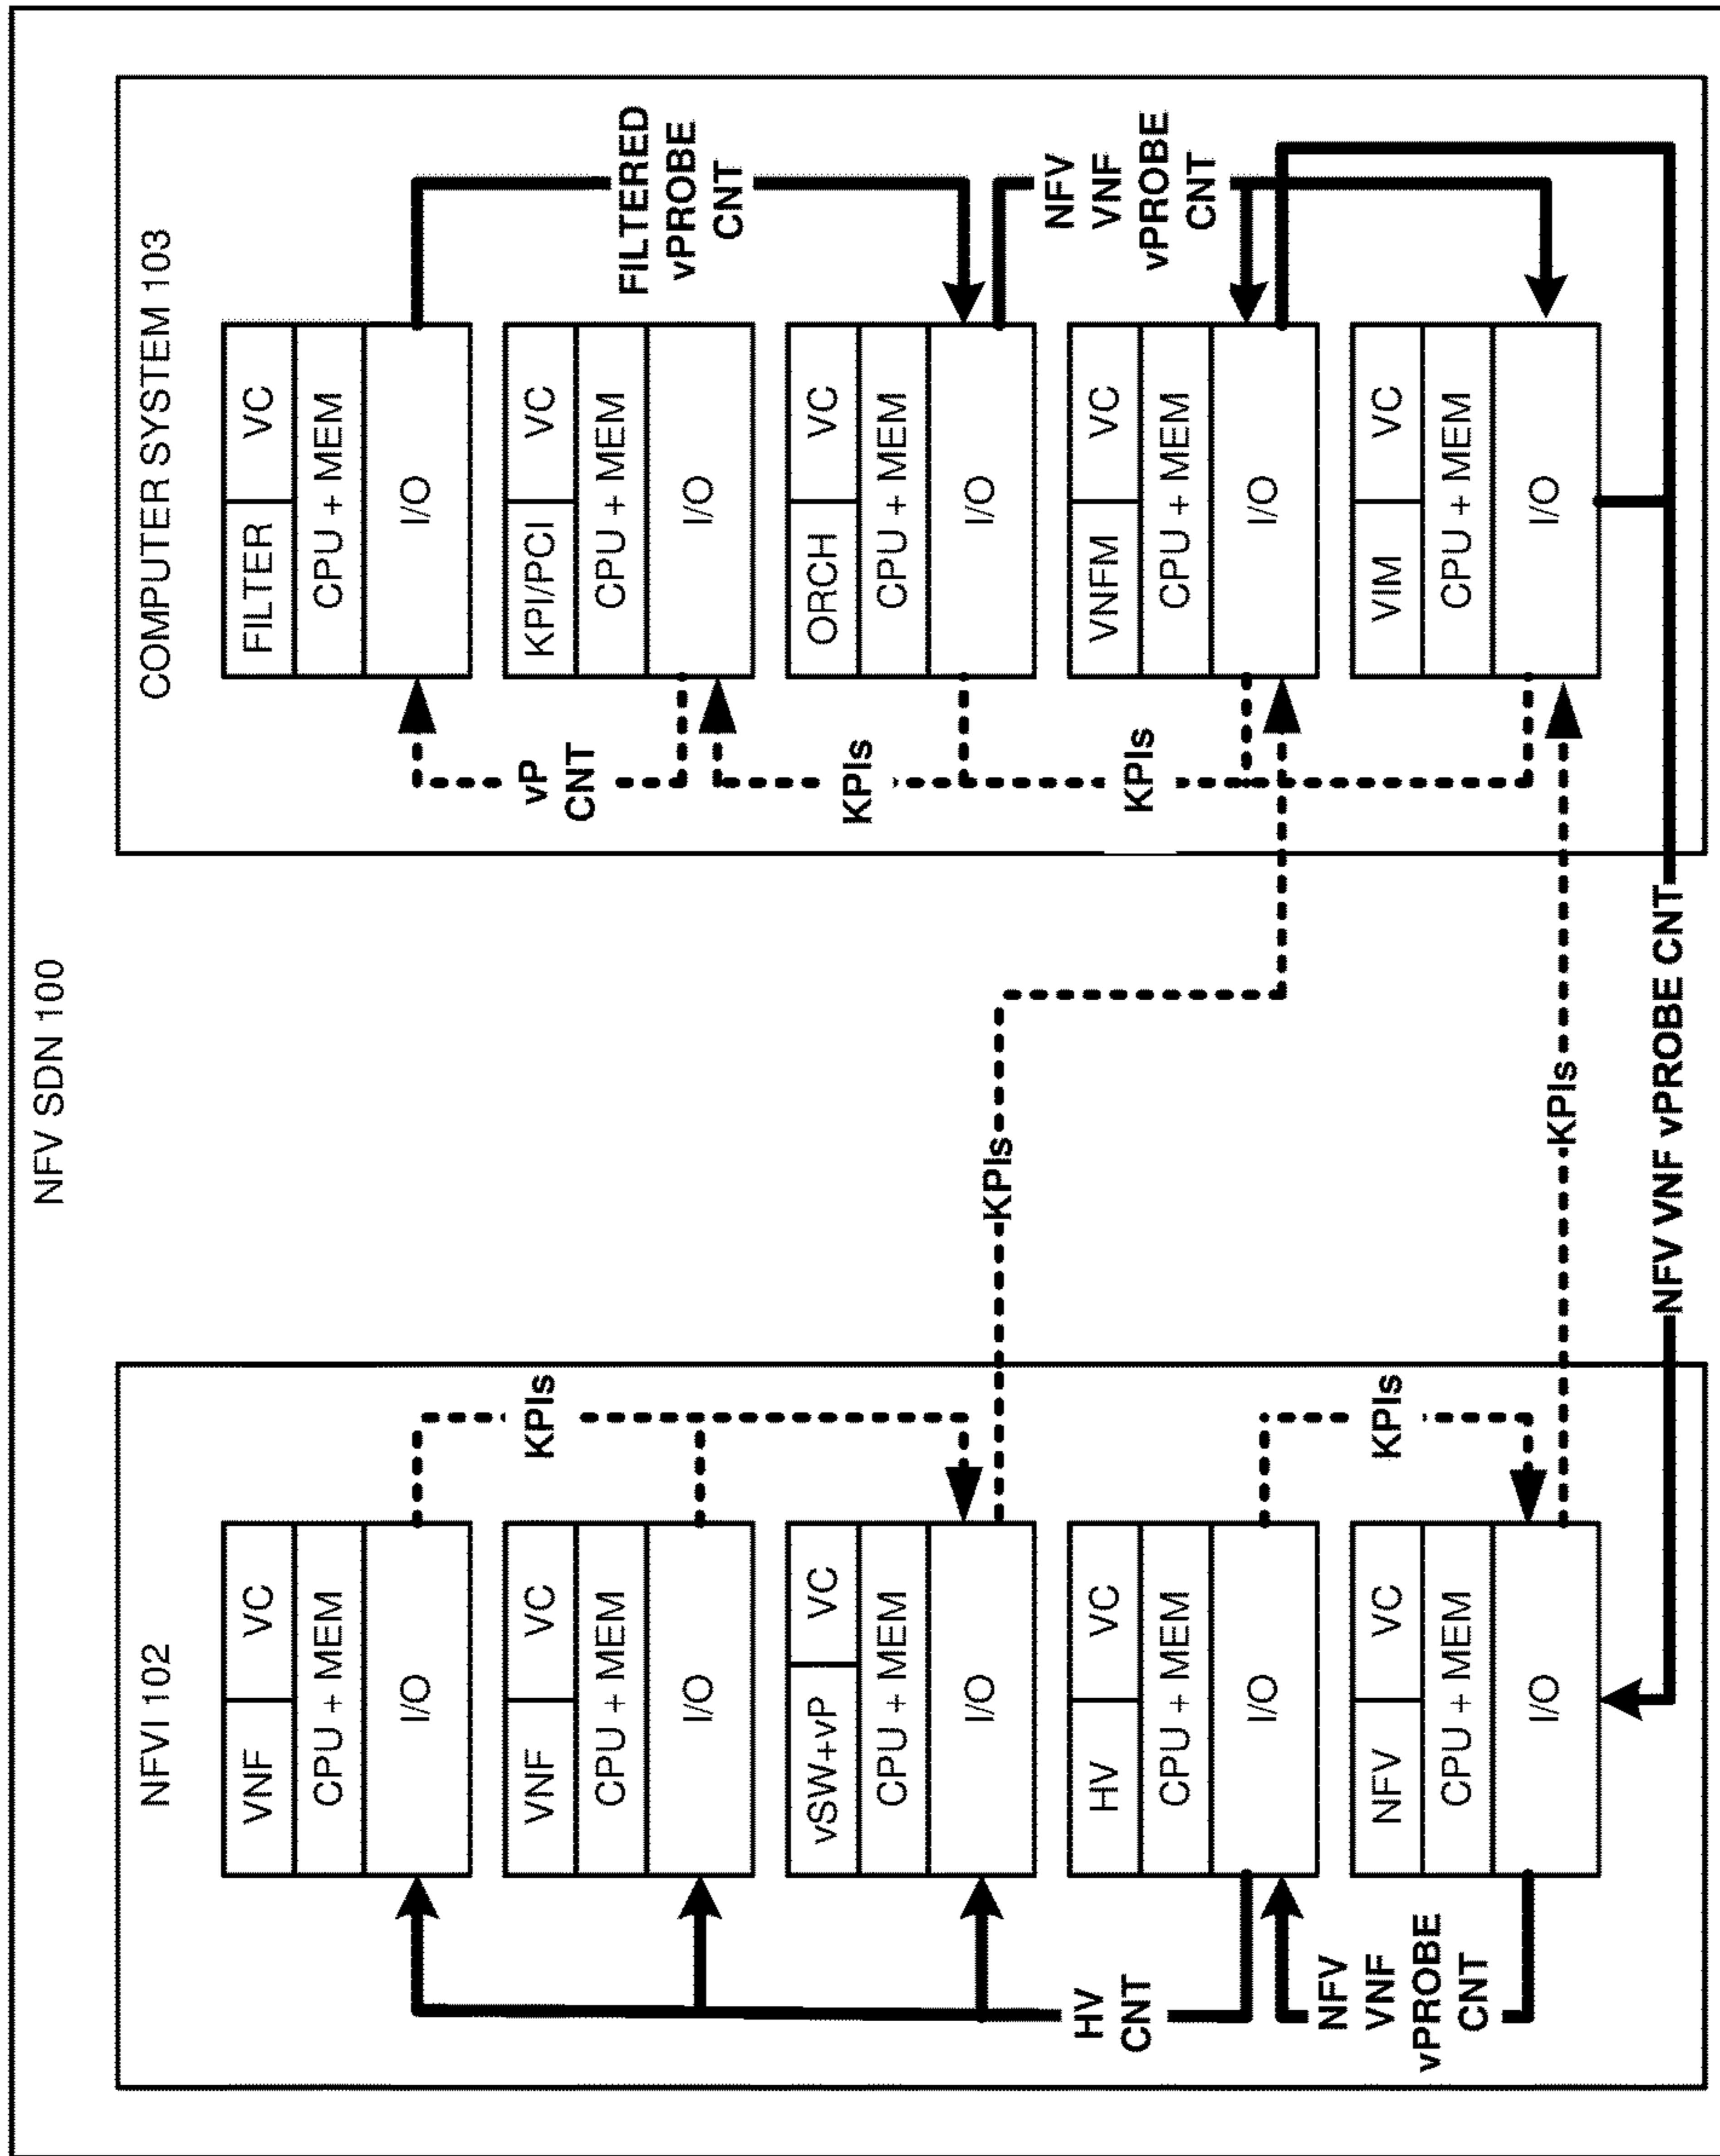 NFV SDN 100
NFVI 102
VNF
VC
CPU + MEM
I/O
VNF
VC
CPU + MEM
I/O
vSW+vP
VC
CPU + MEM
I/O
HV
VC
CPU + MEM
I/O
NFV
VC
CPU + MEM
I/O
HV
CNT
NFV
VNF
vPROBE
CNT
KPIs
KPIs
KPIs
KPIs
NFV VNF vPROBE CNT
COMPUTER SYSTEM 103
FILTER
VC
CPU + MEM
I/O
KPI/PCI
VC
CPU + MEM
I/O
ORCH
VC
CPU + MEM
I/O
VNFM
VC
CPU + MEM
I/O
VIM
VC
CPU + MEM
I/O
vP
CNT
KPIs
KPIs
FILTERED
vPROBE
CNT
NFV
VNF
vPROBE
CNT